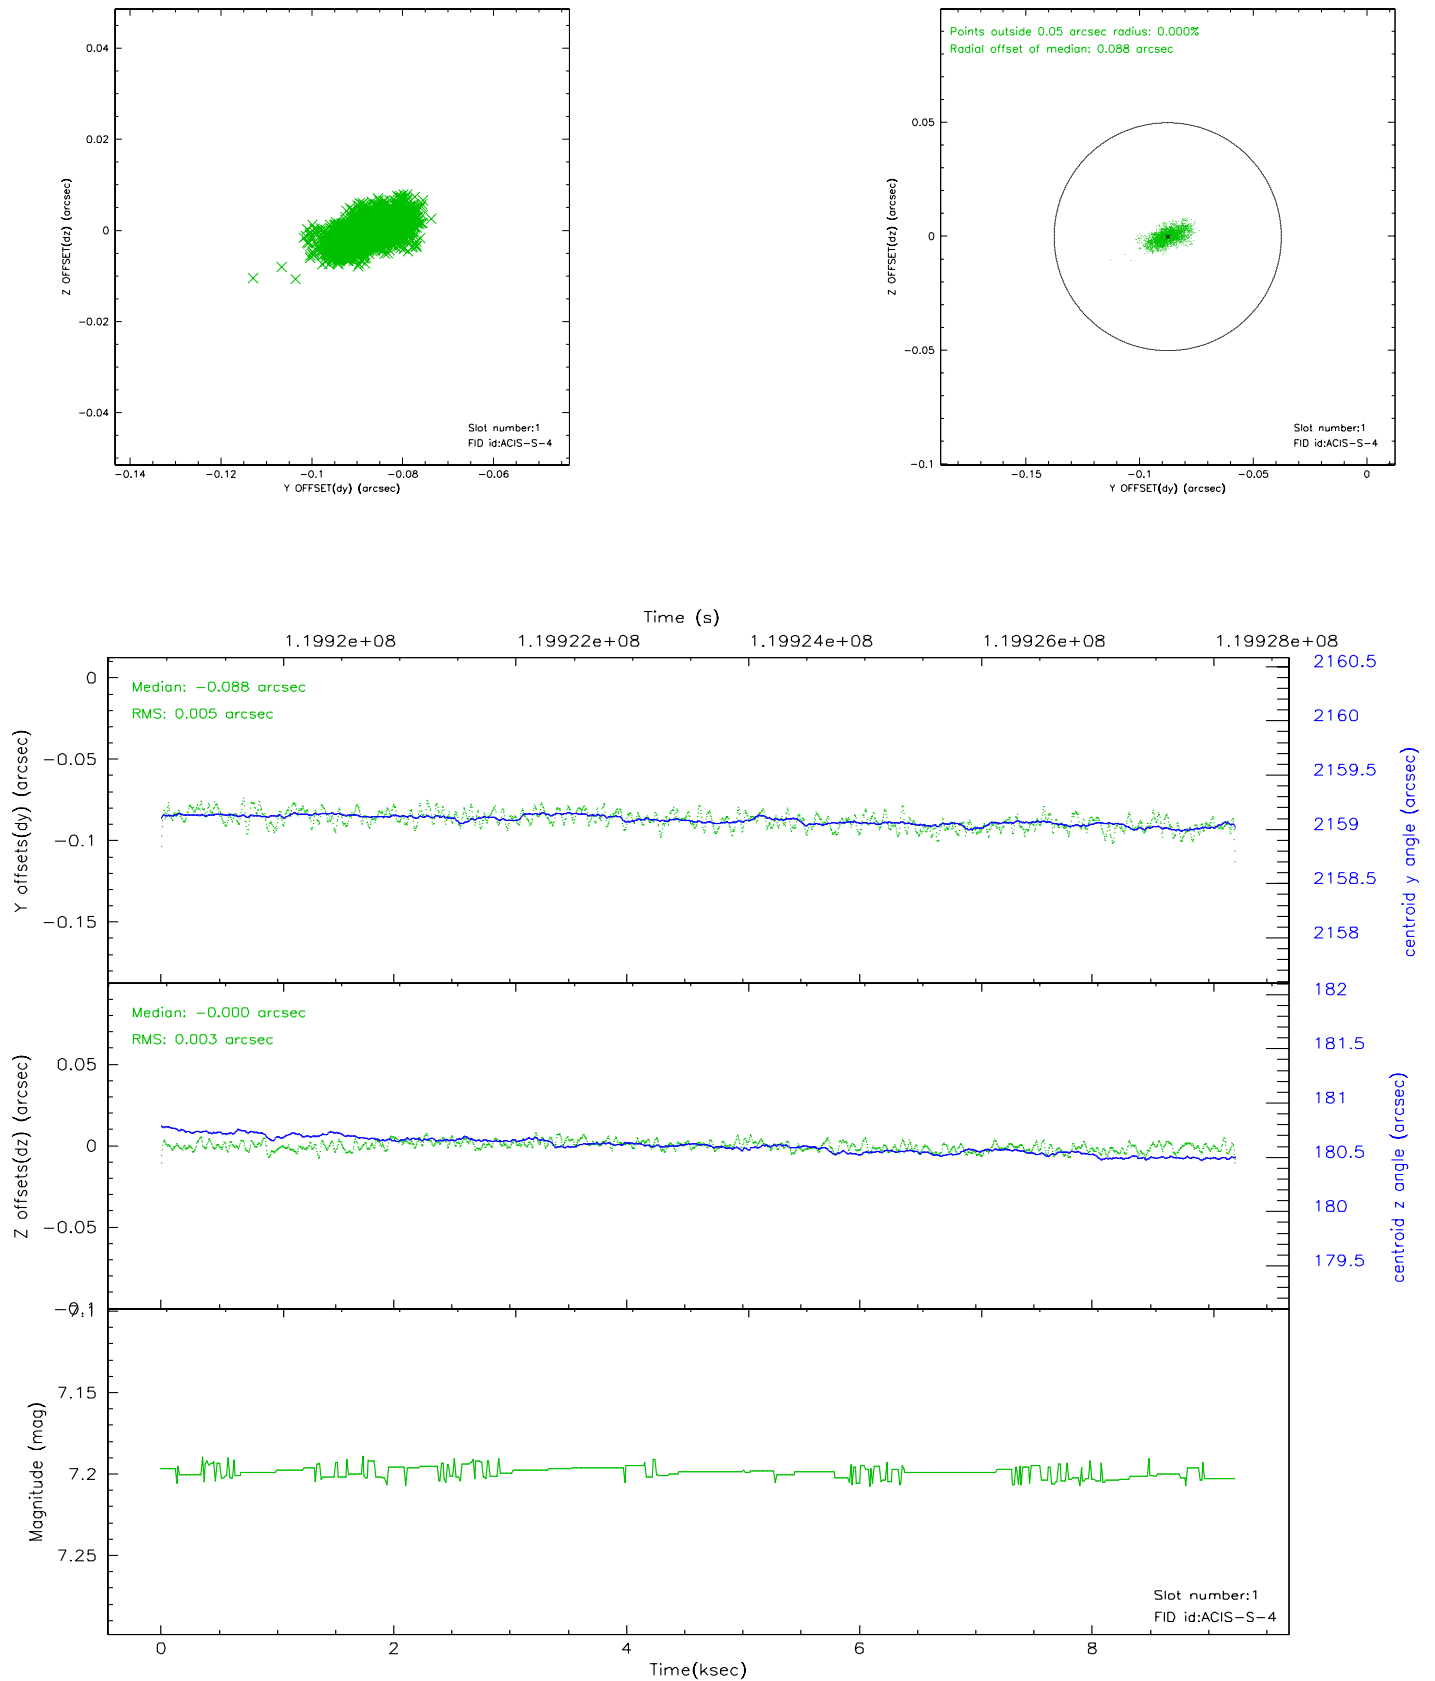 0.04
0.02
0
-0.02
-0.04
Z OFFSET(dz) (arcsec)
Slot number:1
FID id:ACIS-S-4
-0.14 -0.12 -0.1 -0.08 -0.06
Y OFFSET(dy) (arcsec)
Points outside 0.05 arcsec radius: 0.000%
Radial offset of median: 0.088 arcsec
0.05
0
-0.05
-0.1
Z OFFSET(dz) (arcsec)
Slot number:1
FID id:ACIS-S-4
-0.15 -0.1 -0.05 0
Y OFFSET(dy) (arcsec)
Time (s)
1.1992e+08 1.19922e+08 1.19924e+08 1.19926e+08 1.19928e+08
Median: -0.088 arcsec
RMS: 0.005 arcsec
0
-0.05
-0.1
-0.15
Y offsets(dy) (arcsec)
2160.5
2160
2159.5
2159
2158.5
2158
centroid y angle (arcsec)
Median: -0.000 arcsec
RMS: 0.003 arcsec
0.05
0
-0.05
-0.1
Z offsets(dz) (arcsec)
182
181.5
181
180.5
180
179.5
centroid z angle (arcsec)
7.1
7.15
7.2
7.25
Magnitude (mag)
Slot number:1
FID id:ACIS-S-4
0 2 4 6 8
Time(ksec)